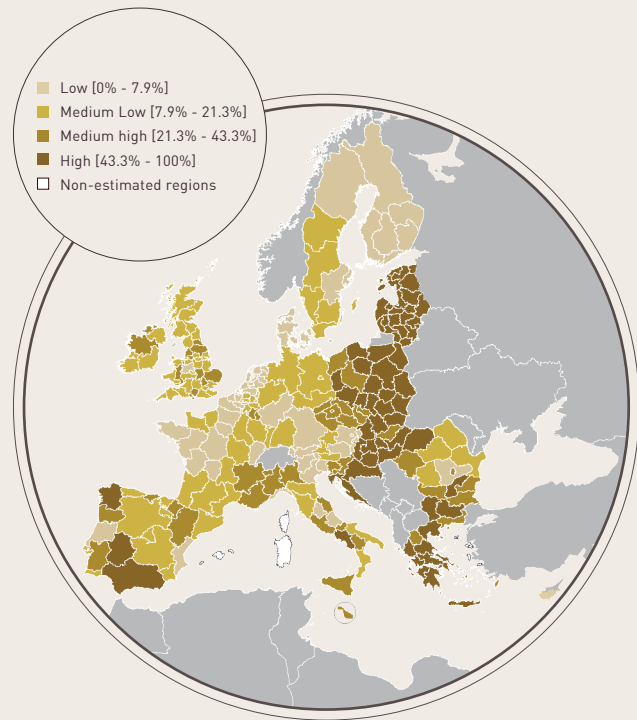 Low [0% - 7.9%]
Medium Low [7.9% - 21.3%]
Medium high [21.3% - 43.3%]
High [43.3% - 100%]
Non-estimated regions